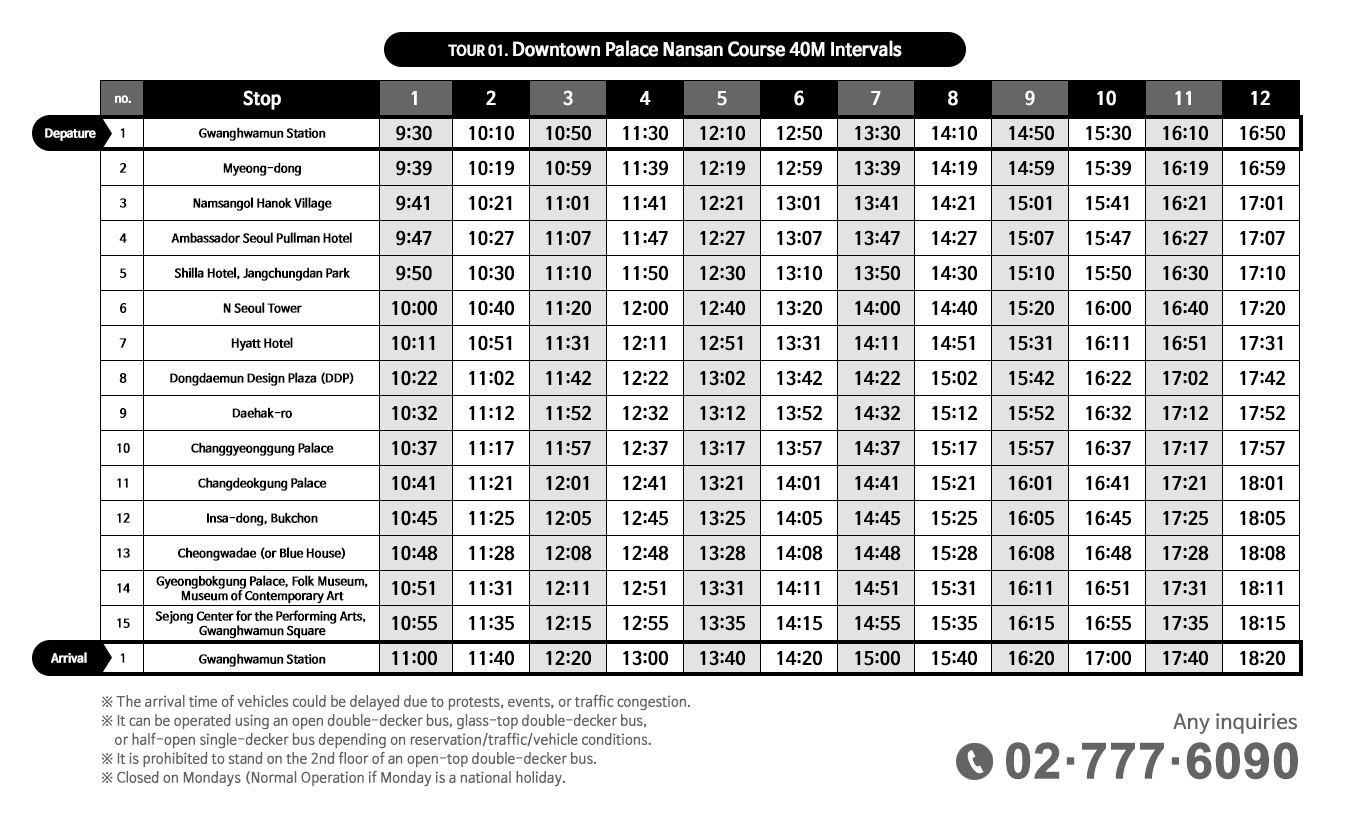 TOUR 01. Downtown Palace Nansan Course 40M Intervals
no. Stop 1 2 3 4 5 6 7 8 9 10 11 12
Depature 1 Gwanghwamun Station 9:30 10:10 10:50 11:30 12:10 12:50 13:30 14:10 14:50 15:30 16:10 16:50
2 Myeong-dong 9:39 10:19 10:59 11:39 12:19 12:59 13:39 14:19 14:59 15:39 16:19 16:59
3 Namsangol Hanok Village 9:41 10:21 11:01 11:41 12:21 13:01 13:41 14:21 15:01 15:41 16:21 17:01
4 Ambassador Seoul Pullman Hotel 9:47 10:27 11:07 11:47 12:27 13:07 13:47 14:27 15:07 15:47 16:27 17:07
5 Shilla Hotel, Jangchungdan Park 9:50 10:30 11:10 11:50 12:30 13:10 13:50 14:30 15:10 15:50 16:30 17:10
6 N Seoul Tower 10:00 10:40 11:20 12:00 12:40 13:20 14:00 14:40 15:20 16:00 16:40 17:20
7 Hyatt Hotel 10:11 10:51 11:31 12:11 12:51 13:31 14:11 14:51 15:31 16:11 16:51 17:31
8 Dongdaemun Design Plaza (DDP) 10:22 11:02 11:42 12:22 13:02 13:42 14:22 15:02 15:42 16:22 17:02 17:42
9 Daehak-ro 10:32 11:12 11:52 12:32 13:12 13:52 14:32 15:12 15:52 16:32 17:12 17:52
10 Changgyeonggung Palace 10:37 11:17 11:57 12:37 13:17 13:57 14:37 15:17 15:57 16:37 17:17 17:57
11 Changdeokgung Palace 10:41 11:21 12:01 12:41 13:21 14:01 14:41 15:21 16:01 16:41 17:21 18:01
12 Insa-dong, Bukchon 10:45 11:25 12:05 12:45 13:25 14:05 14:45 15:25 16:05 16:45 17:25 18:05
13 Cheongwadae (or Blue House) 10:48 11:28 12:08 12:48 13:28 14:08 14:48 15:28 16:08 16:48 17:28 18:08
14 Gyeongbokgung Palace, Folk Museum,
Museum of Contemporary Art 10:51 11:31 12:11 12:51 13:31 14:11 14:51 15:31 16:11 16:51 17:31 18:11
15 Sejong Center for the Performing Arts,
Gwanghwamun Square 10:55 11:35 12:15 12:55 13:35 14:15 14:55 15:35 16:15 16:55 17:35 18:15
Arrival 1 Gwanghwamun Station 11:00 11:40 12:20 13:00 13:40 14:20 15:00 15:40 16:20 17:00 17:40 18:20
※ The arrival time of vehicles could be delayed due to protests, events, or traffic congestion.
※ It can be operated using an open double-decker bus, glass-top double-decker bus,
or half-open single-decker bus depending on reservation/traffic/vehicle conditions.
※ It is prohibited to stand on the 2nd floor of an open-top double-decker bus.
※ Closed on Mondays (Normal Operation if Monday is a national holiday.
Any inquiries
02·777·6090